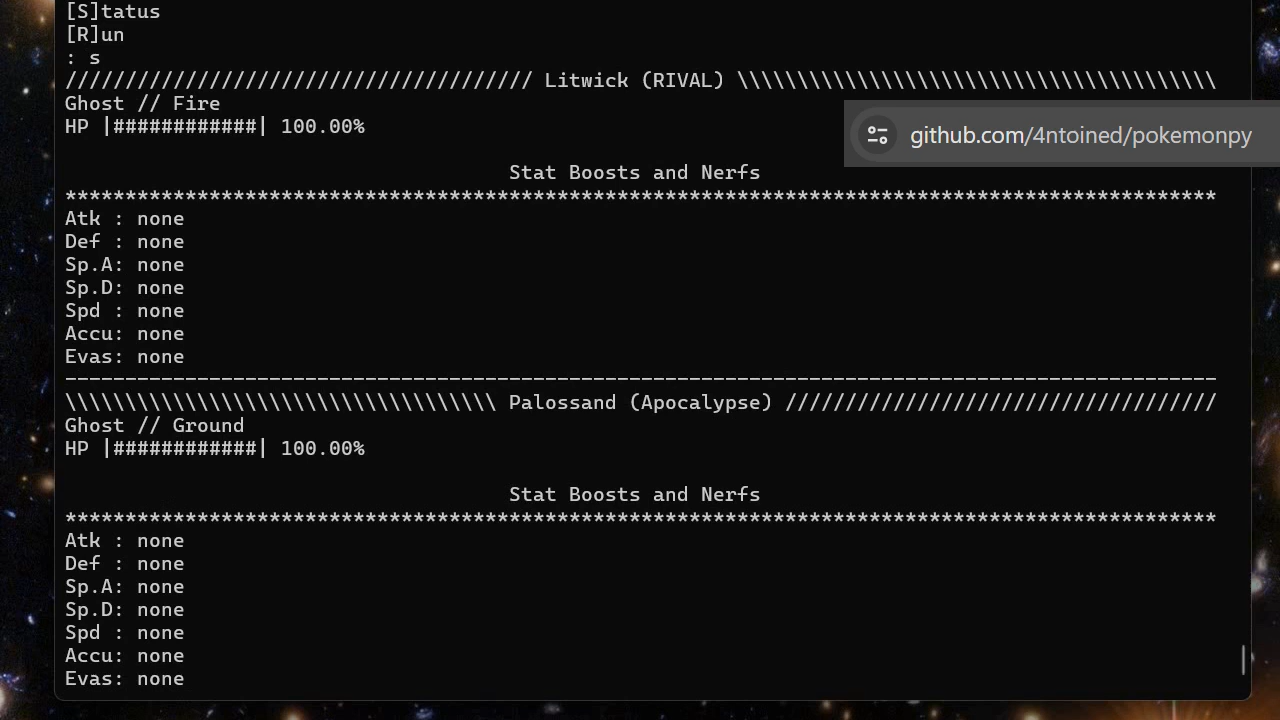 [S]tatus
[R]un
: s
/////////////////////////////////////// Litwick (RIVAL) \\\\\\\\\\\\\\\\\\\\\\\\\\\\\\\\\\\\\\\\
Ghost // Fire
HP |############| 100.00%
github.com/4ntoined/pokemonpy
Stat Boosts and Nerfs
************************************************************************************************
Atk : none
Def : none
Sp.A: none
Sp.D: none
Spd : none
Accu: none
Evas: none
------------------------------------------------------------------------------------------------
\\\\\\\\\\\\\\\\\\\\\\\\\\\\\\\\\\\\ Palossand (Apocalypse) ////////////////////////////////////
Ghost // Ground
HP |############| 100.00%
Stat Boosts and Nerfs
************************************************************************************************
Atk : none
Def : none
Sp.A: none
Sp.D: none
Spd : none
Accu: none
Evas: none